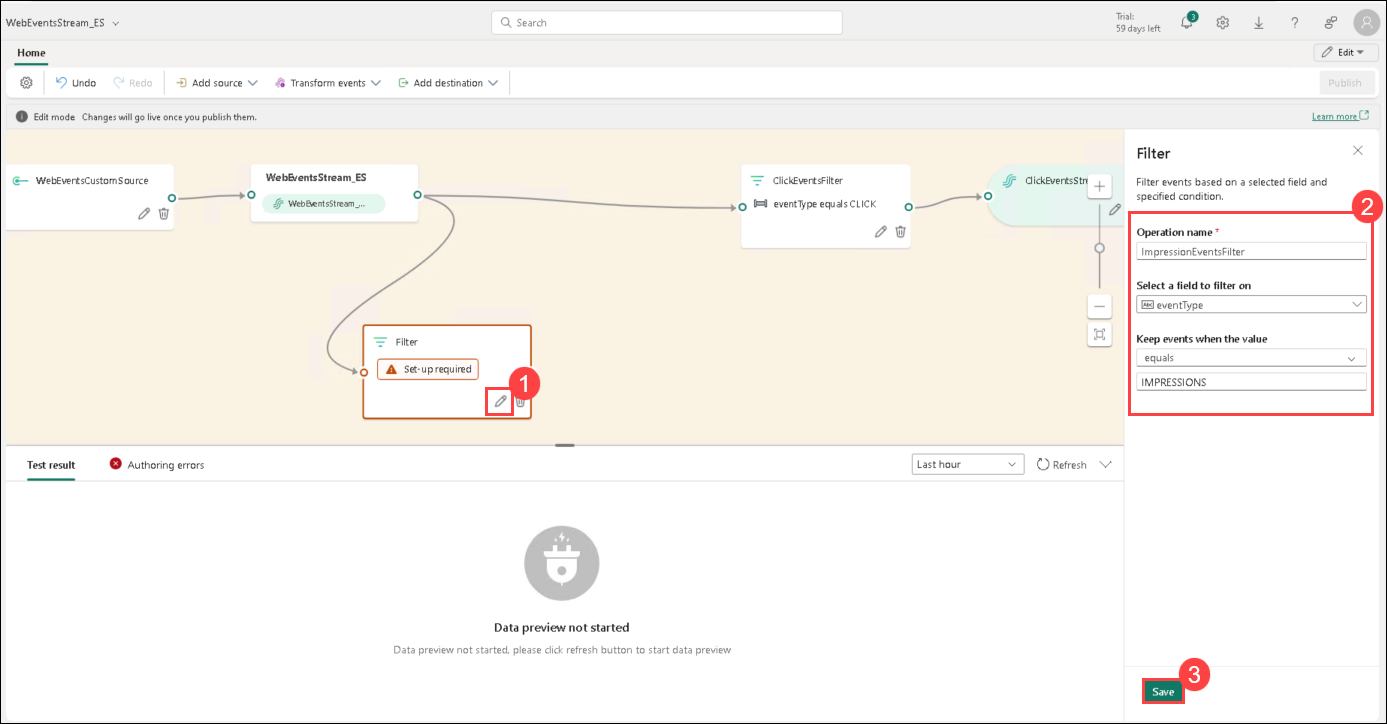 WebEventsStream_ES
Search
Trial:
59 days left
3
?
Home
Edit
Undo
Redo
Add source
Transform events
Add destination
Publish
Edit mode Changes will go live once you publish them.
Learn more
WebEventsCustomSource
WebEventsStream_ES
WebEventsStream_...
ClickEventsFilter
eventType equals CLICK
ClickEventsStre
Filter
Set-up required
1
Filter
Filter events based on a selected field and
specified condition.
2
Operation name *
ImpressionEventsFilter
Select a field to filter on
Abc eventType
Keep events when the value
equals
IMPRESSIONS
Test result
Authoring errors
Last hour
Refresh
Data preview not started
Data preview not started, please click refresh button to start data preview
3
Save